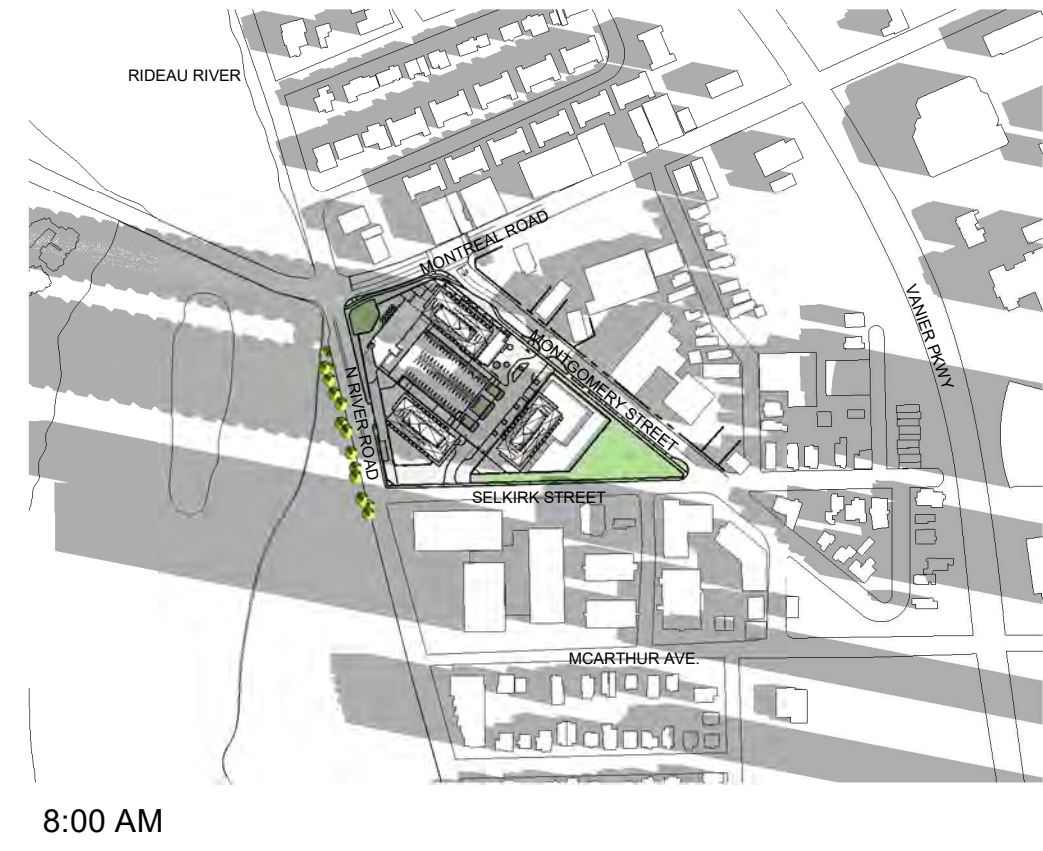 RIDEAU RIVER
MONTREAL ROAD
VANIER PKWY
MONTGOMERY STREET
N RIVER ROAD
SELKIRK STREET
MCARTHUR AVE.
8:00 AM